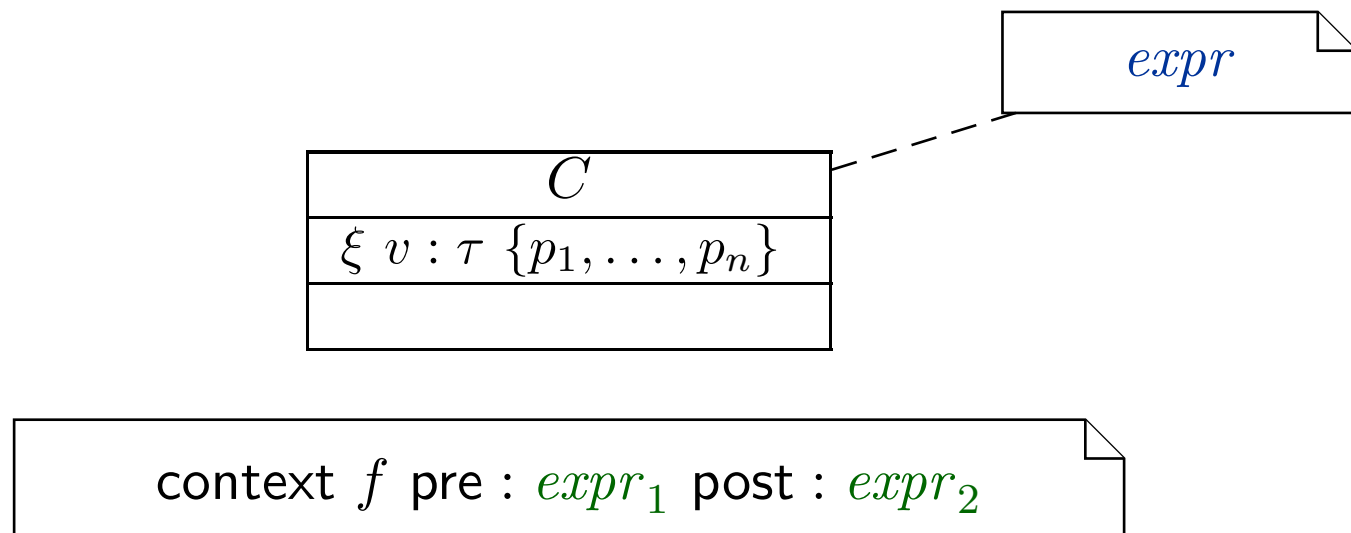 expr
C
ξ v : τ {p₁, . . . , pₙ}
context f pre : expr₁ post : expr₂